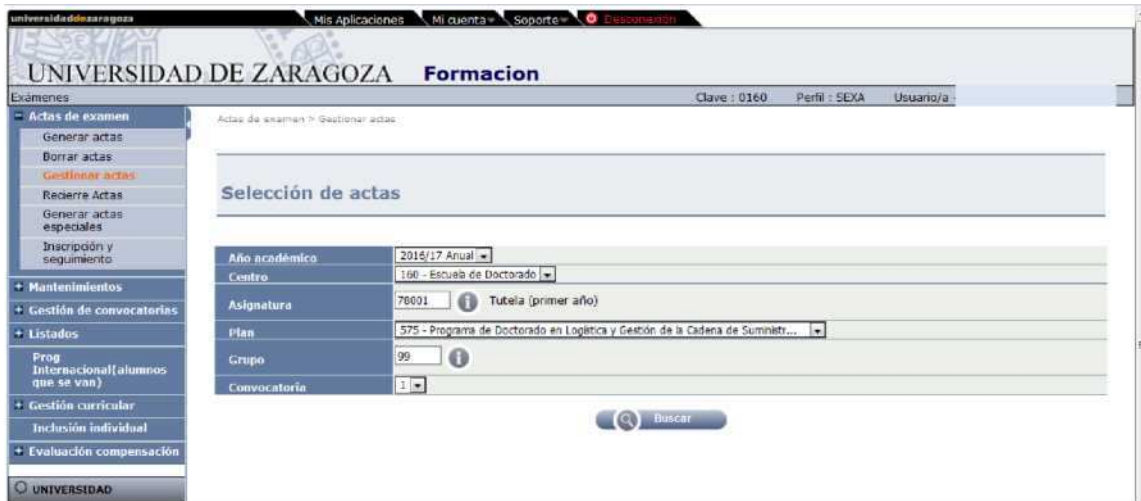 universidaddezaragoza
Mis Aplicaciones Mi cuenta Soporte Desconexión
UNIVERSIDAD DE ZARAGOZA Formacion
Exámenes Clave : 0160 Perfil : SEXA Usuario/a -
Actas de examen
Generar actas
Borrar actas
Gestionar actas
Recierre Actas
Generar actas
especiales
Inscripción y
seguimiento
Mantenimientos
Gestión de convocatorias
Listados
Prog
Internacional(alumnos
que se van)
Gestión curricular
Inclusión individual
Evaluación compensación
UNIVERSIDAD
Actas de examen > Gestionar actas
Selección de actas
Año académico 2016/17 Anual
Centro 160 - Escuela de Doctorado
Asignatura 78001 Tutela (primer año)
Plan 575 - Programa de Doctorado en Logística y Gestión de la Cadena de Suministr...
Grupo 99
Convocatoria 1
Buscar